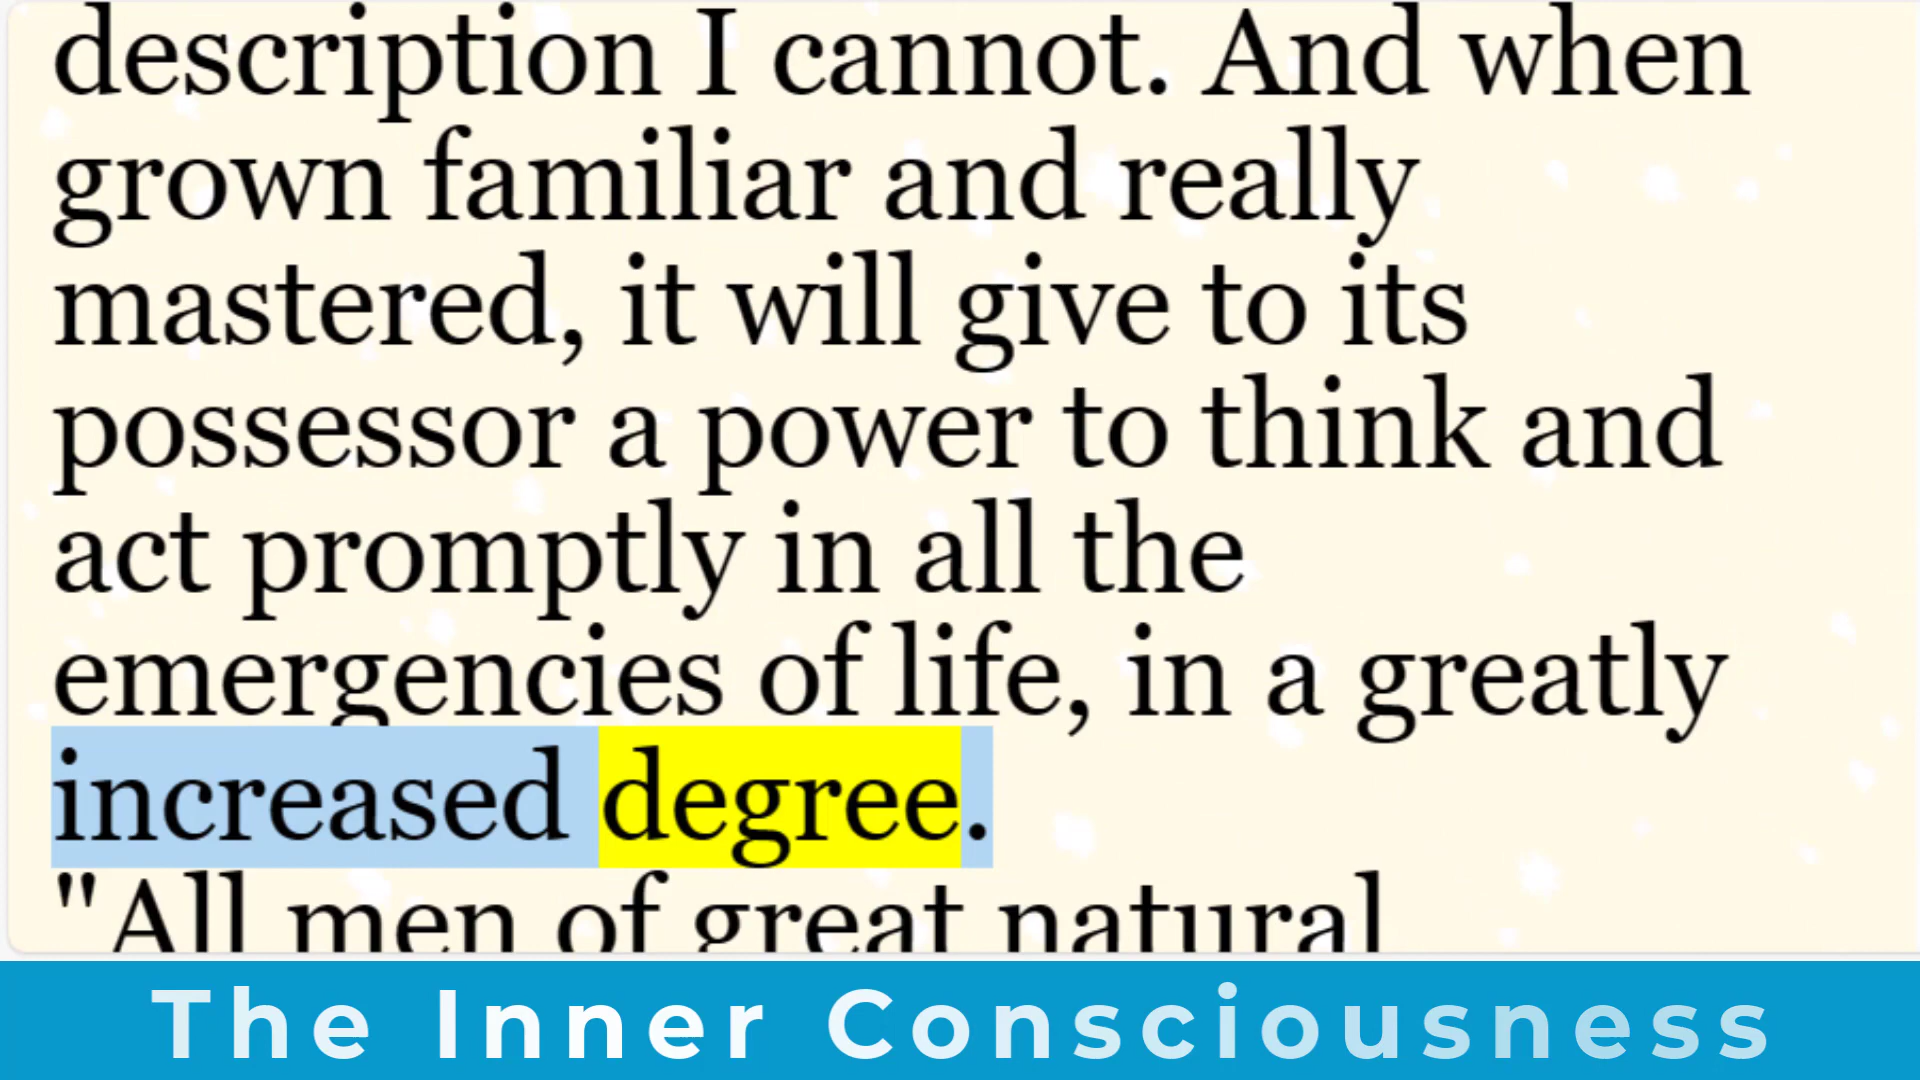 description I cannot. And when
grown familiar and really
mastered, it will give to its
possessor a power to think and
act promptly in all the
emergencies of life, in a greatly
increased degree.
"All men of great natural
The Inner Consciousness